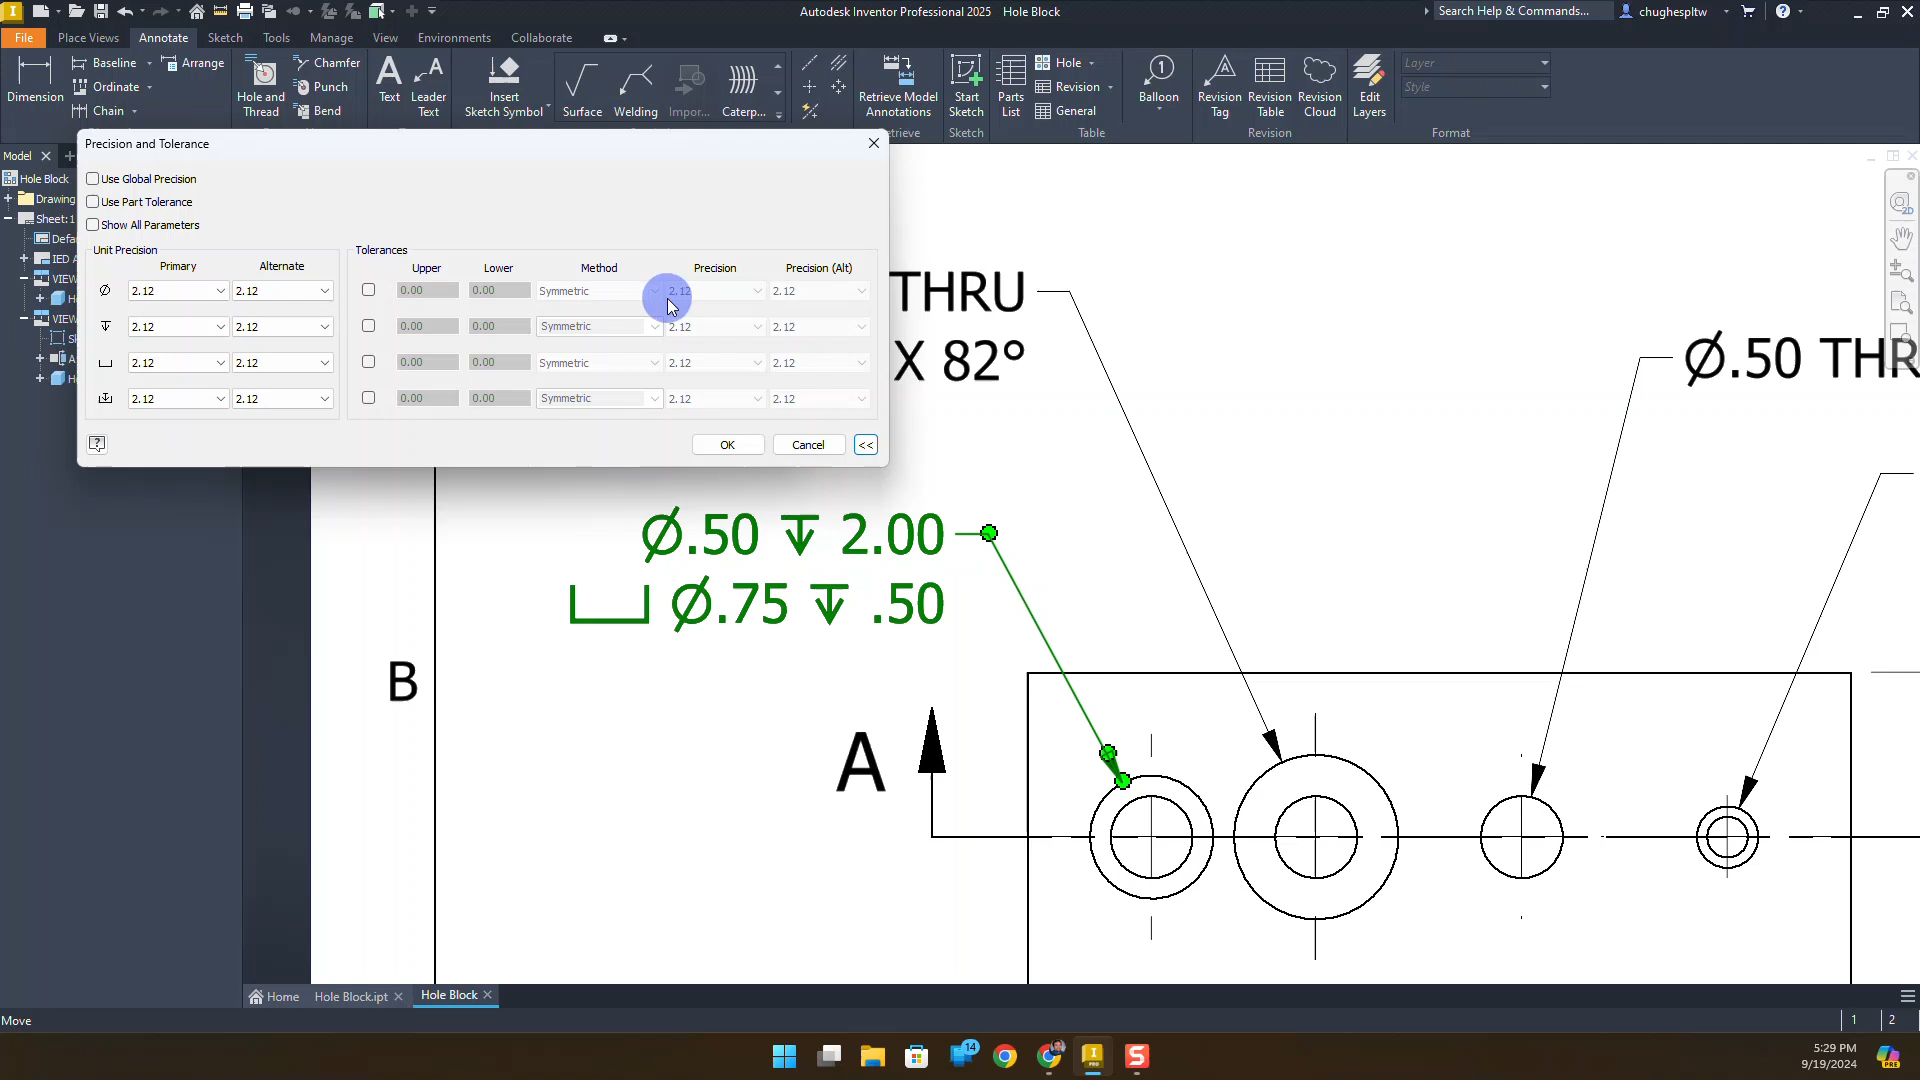 Autodesk Inventor Professional 2025 Hole Block
Search Help & Commands...
chughespltw
File
Place Views
Annotate
Sketch
Tools
Manage
View
Environments
Collaborate
Dimension
Baseline
Ordinate
Chain
Arrange
Hole and
Thread
Chamfer
Punch
Bend
Text
Leader
Text
Insert
Sketch Symbol
Surface
Welding
Impor...
Caterp...
Retrieve Model
Annotations
Start
Sketch
Parts
List
Hole
Revision
General
Balloon
Revision
Tag
Revision
Table
Revision
Cloud
Edit
Layers
Layer
Style
etrieve
Sketch
Table
Revision
Format
Model
Hole Block
Drawing
Sheet:1
Defa
IED A
VIEW
H
VIEW
Sk
A
H
Precision and Tolerance
Use Global Precision
Use Part Tolerance
Show All Parameters
Unit Precision
Primary Alternate
2.12 2.12
2.12 2.12
2.12 2.12
2.12 2.12
Tolerances
Upper Lower Method Precision Precision (Alt)
0.00 0.00 Symmetric 2.12 2.12
0.00 0.00 Symmetric 2.12 2.12
0.00 0.00 Symmetric 2.12 2.12
0.00 0.00 Symmetric 2.12 2.12
OK Cancel <<
THRU
X 82°
Ø.50 THR
Ø.50 ↧ 2.00
⌴ Ø.75 ↧ .50
B
A
Home
Hole Block.ipt
Hole Block
Move
1 2
14
5:29 PM
9/19/2024